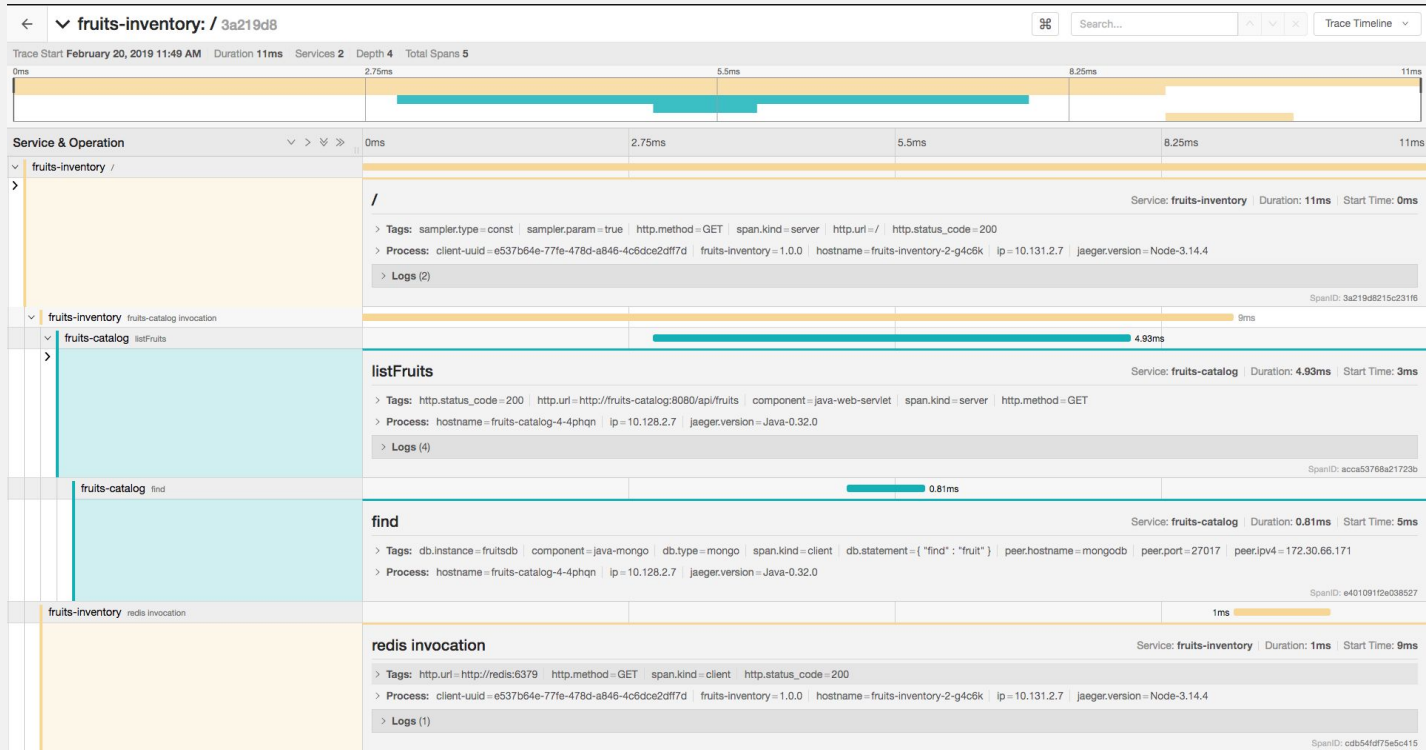 fruits-inventory: / 3a219d8
⌘ Search... Trace Timeline
Trace Start February 20, 2019 11:49 AM Duration 11ms Services 2 Depth 4 Total Spans 5
0ms 2.75ms 5.5ms 8.25ms 11ms
Service & Operation 0ms 2.75ms 5.5ms 8.25ms 11ms
fruits-inventory /
/ Service: fruits-inventory Duration: 11ms Start Time: 0ms
> Tags: sampler.type=const sampler.param=true http.method=GET span.kind=server http.url=/ http.status_code=200
> Process: client-uuid=e537b64e-77fe-478d-a846-4c6dce2dff7d fruits-inventory=1.0.0 hostname=fruits-inventory-2-g4c6k ip=10.131.2.7 jaeger.version=Node-3.14.4
> Logs (2)
SpanID: 3a219d8215c231f6
fruits-inventory fruits-catalog invocation 9ms
fruits-catalog listFruits 4.93ms
listFruits Service: fruits-catalog Duration: 4.93ms Start Time: 3ms
> Tags: http.status_code=200 http.url=http://fruits-catalog:8080/api/fruits component=java-web-servlet span.kind=server http.method=GET
> Process: hostname=fruits-catalog-4-4phqn ip=10.128.2.7 jaeger.version=Java-0.32.0
> Logs (4)
SpanID: acca53768a21723b
fruits-catalog find 0.81ms
find Service: fruits-catalog Duration: 0.81ms Start Time: 5ms
> Tags: db.instance=fruitsdb component=java-mongo db.type=mongo span.kind=client db.statement={ "find" : "fruit" } peer.hostname=mongodb peer.port=27017 peer.ipv4=172.30.66.171
> Process: hostname=fruits-catalog-4-4phqn ip=10.128.2.7 jaeger.version=Java-0.32.0
SpanID: e401091f2e038527
fruits-inventory redis invocation 1ms
redis invocation Service: fruits-inventory Duration: 1ms Start Time: 9ms
> Tags: http.url=http://redis:6379 http.method=GET span.kind=client http.status_code=200
> Process: client-uuid=e537b64e-77fe-478d-a846-4c6dce2dff7d fruits-inventory=1.0.0 hostname=fruits-inventory-2-g4c6k ip=10.131.2.7 jaeger.version=Node-3.14.4
> Logs (1)
SpanID: cdb54fdf75e5c415